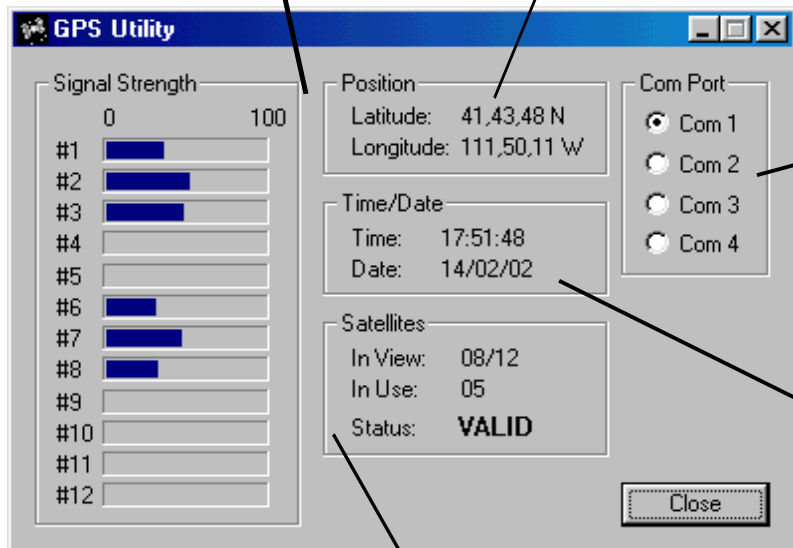 GPS Utility
Signal Strength
0 100
#1
#2
#3
#4
#5
#6
#7
#8
#9
#10
#11
#12
Position
Latitude: 41,43,48 N
Longitude: 111,50,11 W
Time/Date
Time: 17:51:48
Date: 14/02/02
Satellites
In View: 08/12
In Use: 05
Status: VALID
Com Port
Com 1
Com 2
Com 3
Com 4
Close